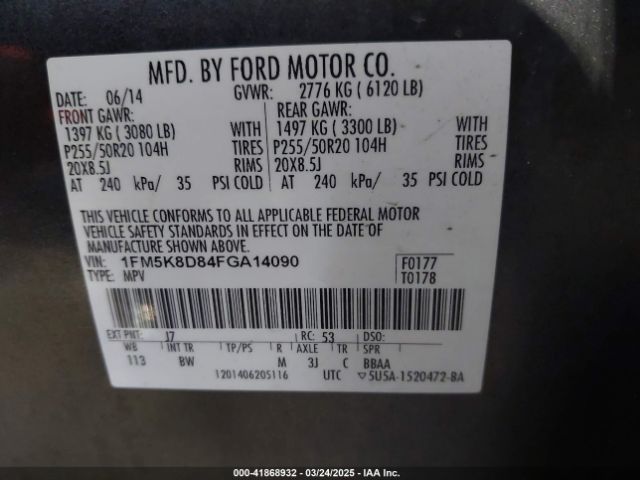 MFD. BY FORD MOTOR CO.
DATE: 06/14 GVWR: 2776 KG ( 6120 LB)
FRONT GAWR: REAR GAWR:
1397 KG ( 3080 LB) WITH 1497 KG ( 3300 LB) WITH
P255/50R20 104H TIRES P255/50R20 104H TIRES
20X8.5J RIMS 20X8.5J RIMS
AT 240 kPa/ 35 PSI COLD AT 240 kPa/ 35 PSI COLD
THIS VEHICLE CONFORMS TO ALL APPLICABLE FEDERAL MOTOR
VEHICLE SAFETY STANDARDS IN EFFECT ON THE DATE OF
MANUFACTURE SHOWN ABOVE.
VIN: 1FM5K8D84FGA14090 F0177
TYPE: MPV T0178
EXT PNT: J7 RC: 53 DSO:
WB INT TR TP/PS R AXLE TR SPR
113 BW M 3J C BBAA
1201406205116 UTC ▽5U5A-1520472-BA
000-41868932 / 03/24/2025 / IAA Inc.